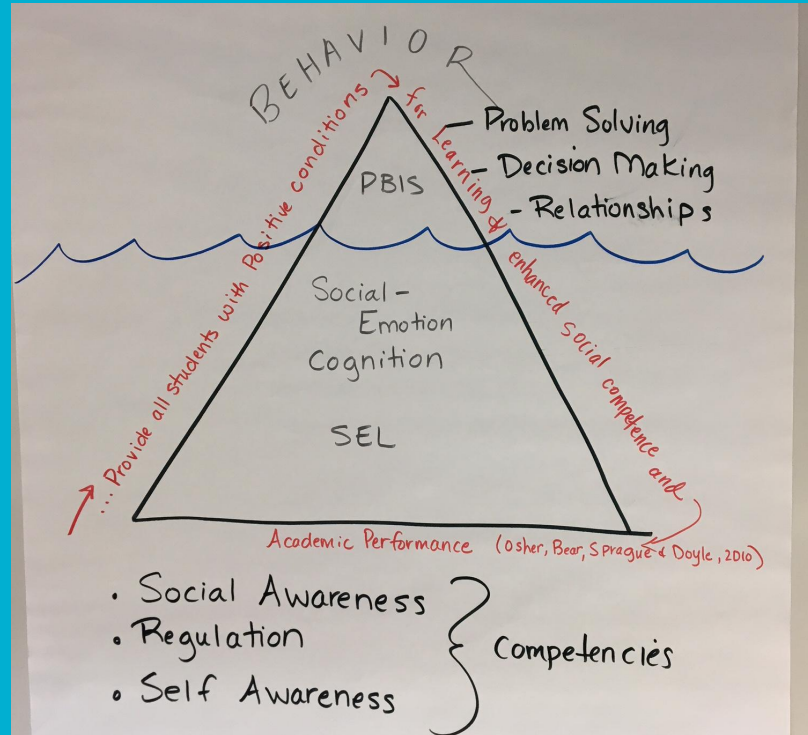 BEHAVIOR
- Problem Solving
- Decision Making
- Relationships
.... Provide all students with Positive conditions
for Learning & enhanced social competence and
Academic Performance (Osher, Bear, Sprague & Doyle, 2010)
PBIS
Social -
Emotion
Cognition
SEL
• Social Awareness
• Regulation
• Self Awareness
Competencies